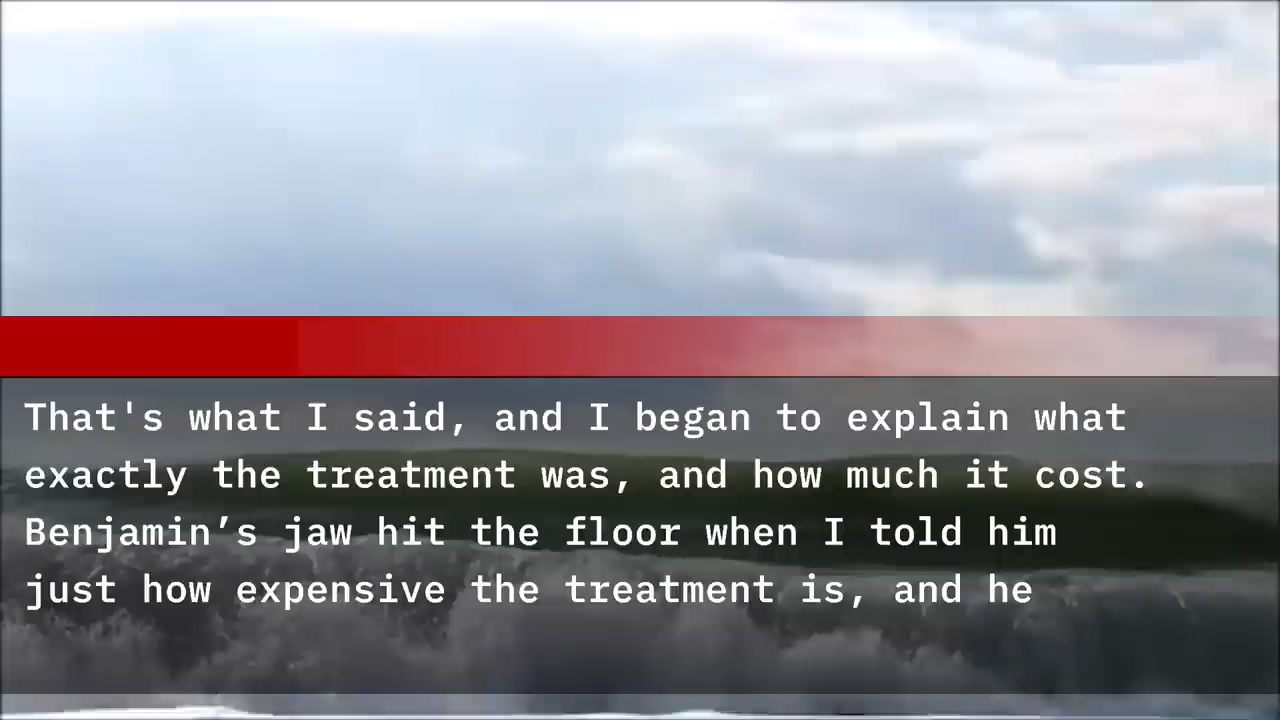 That's what I said, and I began to explain what
exactly the treatment was, and how much it cost.
Benjamin’s jaw hit the floor when I told him
just how expensive the treatment is, and he